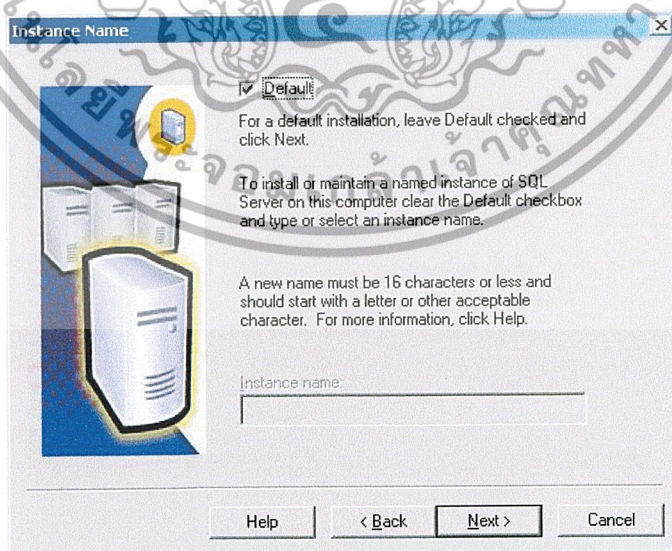 Instance Name
Default
For a default installation, leave Default checked and
click Next.
To install or maintain a named instance of SQL
Server on this computer clear the Default checkbox
and type or select an instance name.
A new name must be 16 characters or less and
should start with a letter or other acceptable
character. For more information, click Help.
Instance name:
Help
< Back
Next >
Cancel